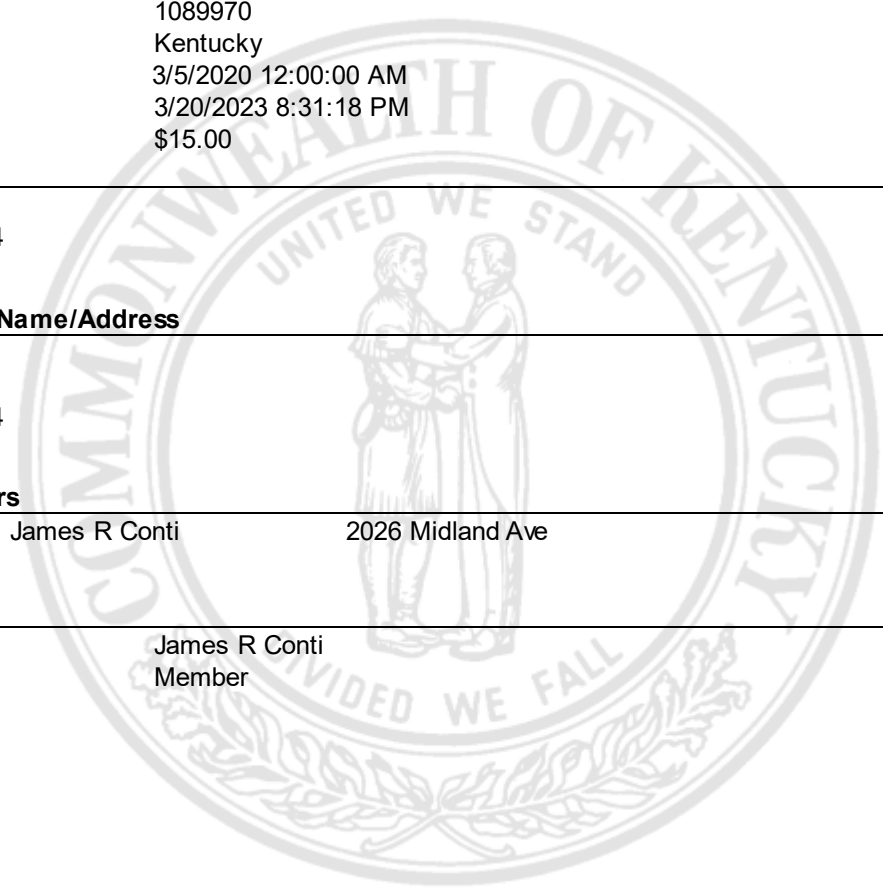 1089970
Kentucky
3/5/2020 12:00:00 AM
3/20/2023 8:31:18 PM
$15.00
COMMONWEALTH OF KENTUCKY
UNITED WE STAND
4
Name/Address
4
rs
James R Conti 2026 Midland Ave
James R Conti
Member
DIVIDED WE FALL